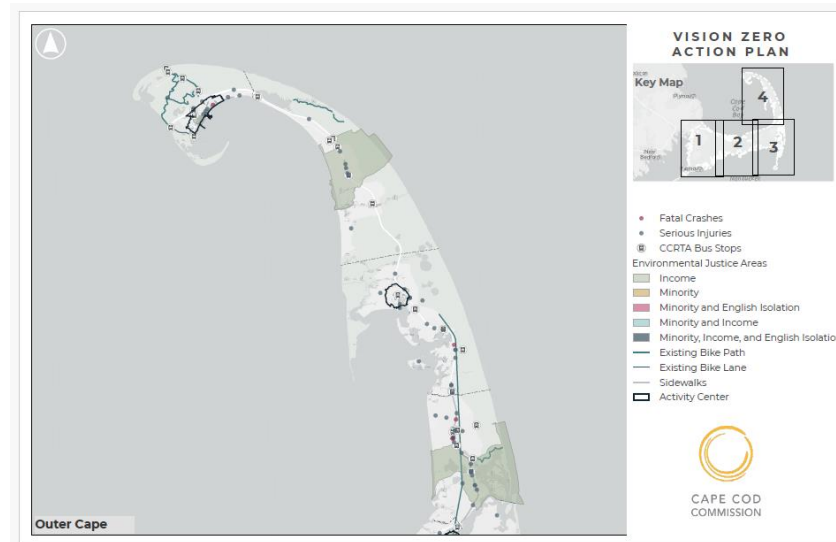 VISION ZERO
ACTION PLAN
Key Map
1
2
3
4
Fatal Crashes
Serious Injuries
CCRTA Bus Stops
Environmental Justice Areas
Income
Minority
Minority and English Isolation
Minority and Income
Minority, Income, and English Isolatio
Existing Bike Path
Existing Bike Lane
Sidewalks
Activity Center
CAPE COD
COMMISSION
Outer Cape